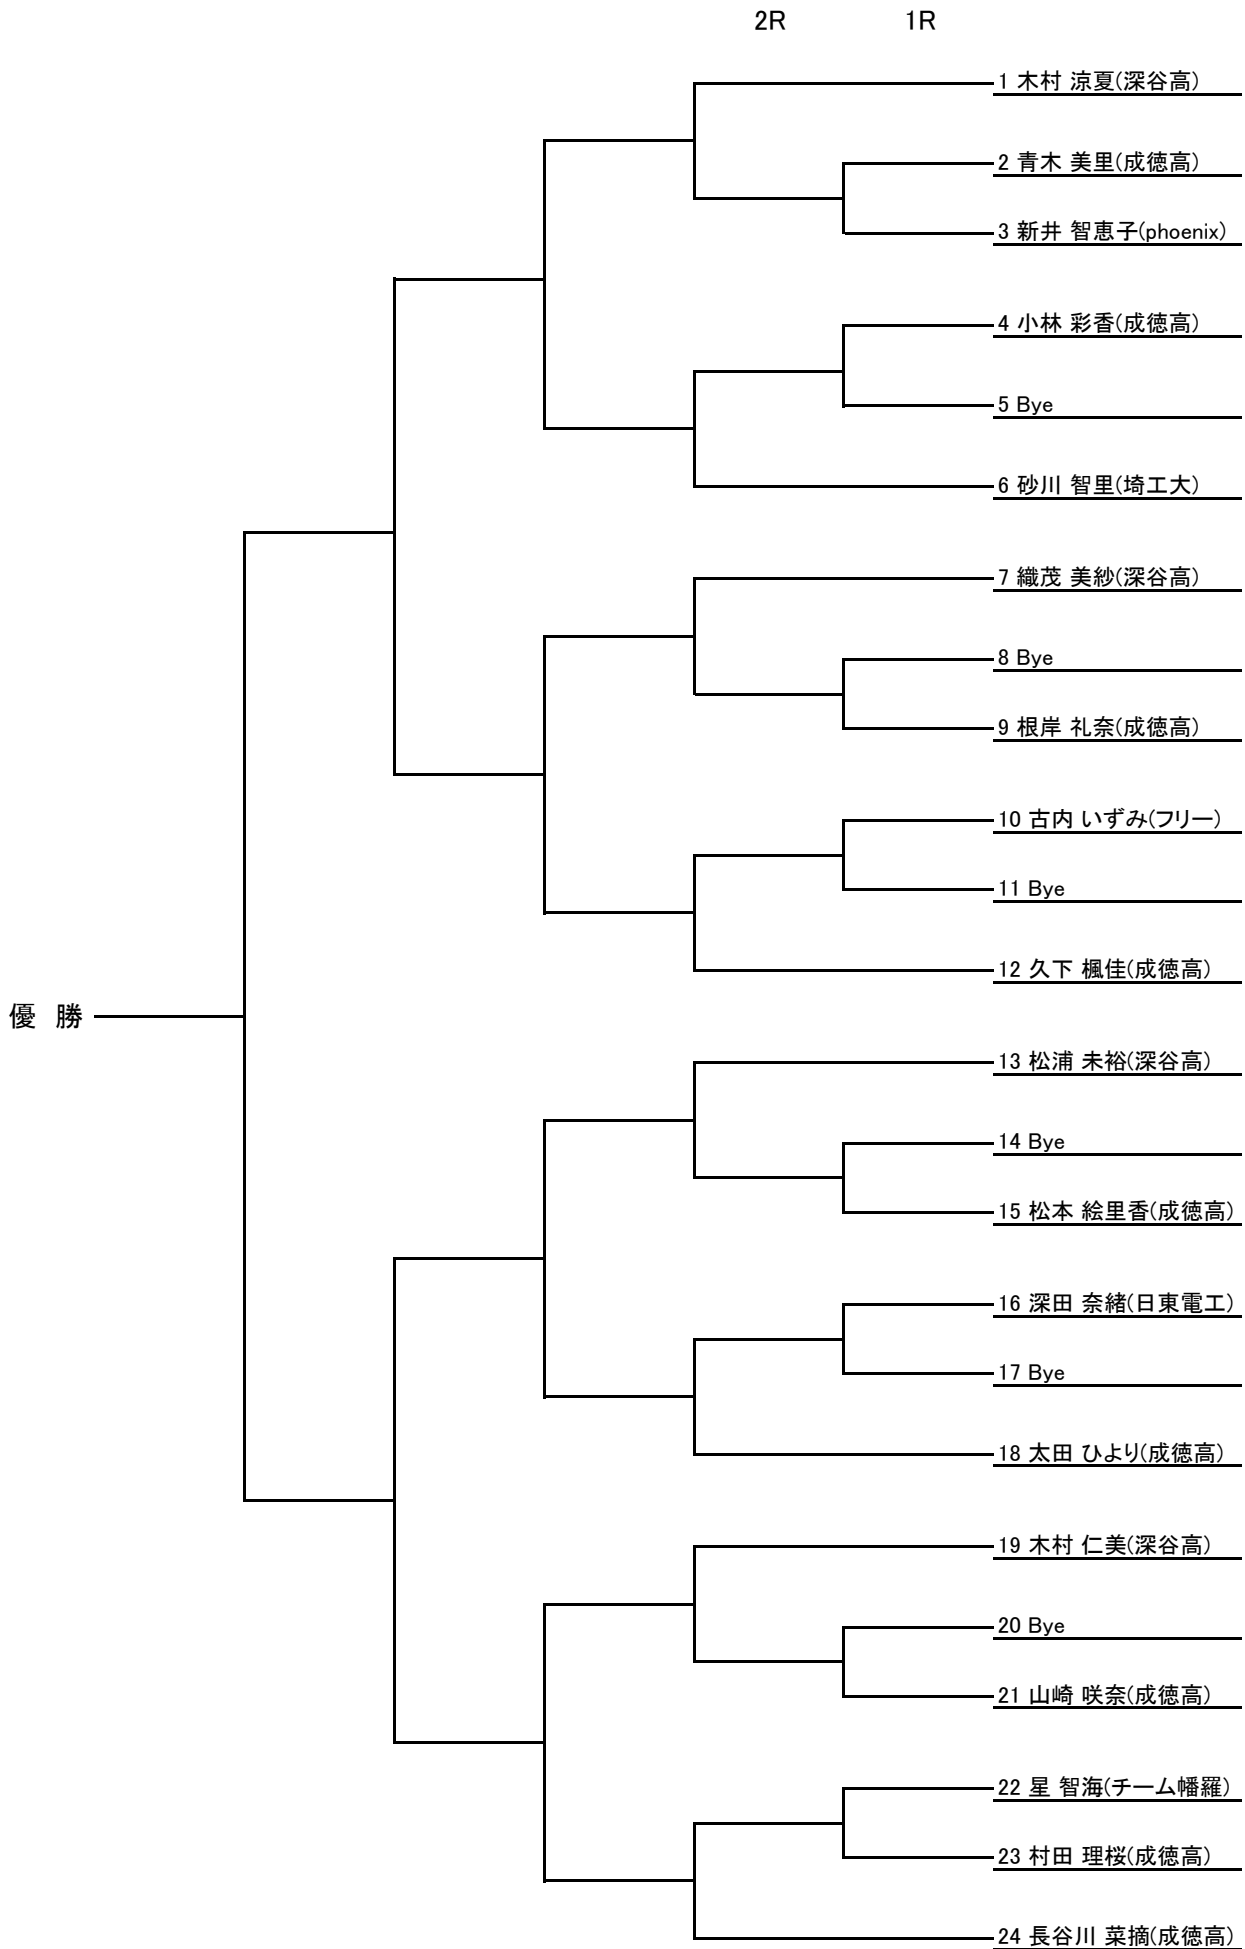 2R 1R
1 木村 涼夏(深谷高)
2 青木 美里(成徳高)
3 新井 智恵子(phoenix)
4 小林 彩香(成徳高)
5 Bye
6 砂川 智里(埼工大)
7 織茂 美紗(深谷高)
8 Bye
9 根岸 礼奈(成徳高)
10 古内 いずみ(フリー)
11 Bye
12 久下 楓佳(成徳高)
優 勝
13 松浦 未裕(深谷高)
14 Bye
15 松本 絵里香(成徳高)
16 深田 奈緒(日東電工)
17 Bye
18 太田 ひより(成徳高)
19 木村 仁美(深谷高)
20 Bye
21 山崎 咲奈(成徳高)
22 星 智海(チーム幡羅)
23 村田 理桜(成徳高)
24 長谷川 菜摘(成徳高)